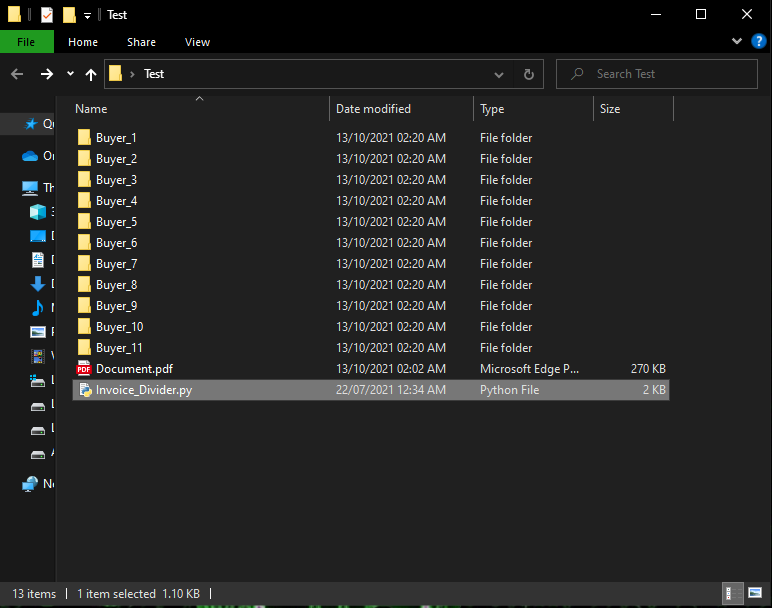 Test
File Home Share View
Test Search Test
Name Date modified Type Size
Buyer_1 13/10/2021 02:20 AM File folder
Buyer_2 13/10/2021 02:20 AM File folder
Buyer_3 13/10/2021 02:20 AM File folder
Buyer_4 13/10/2021 02:20 AM File folder
Buyer_5 13/10/2021 02:20 AM File folder
Buyer_6 13/10/2021 02:20 AM File folder
Buyer_7 13/10/2021 02:20 AM File folder
Buyer_8 13/10/2021 02:20 AM File folder
Buyer_9 13/10/2021 02:20 AM File folder
Buyer_10 13/10/2021 02:20 AM File folder
Buyer_11 13/10/2021 02:20 AM File folder
PDF Document.pdf 13/10/2021 02:02 AM Microsoft Edge P... 270 KB
Invoice_Divider.py 22/07/2021 12:34 AM Python File 2 KB
13 items 1 item selected 1.10 KB